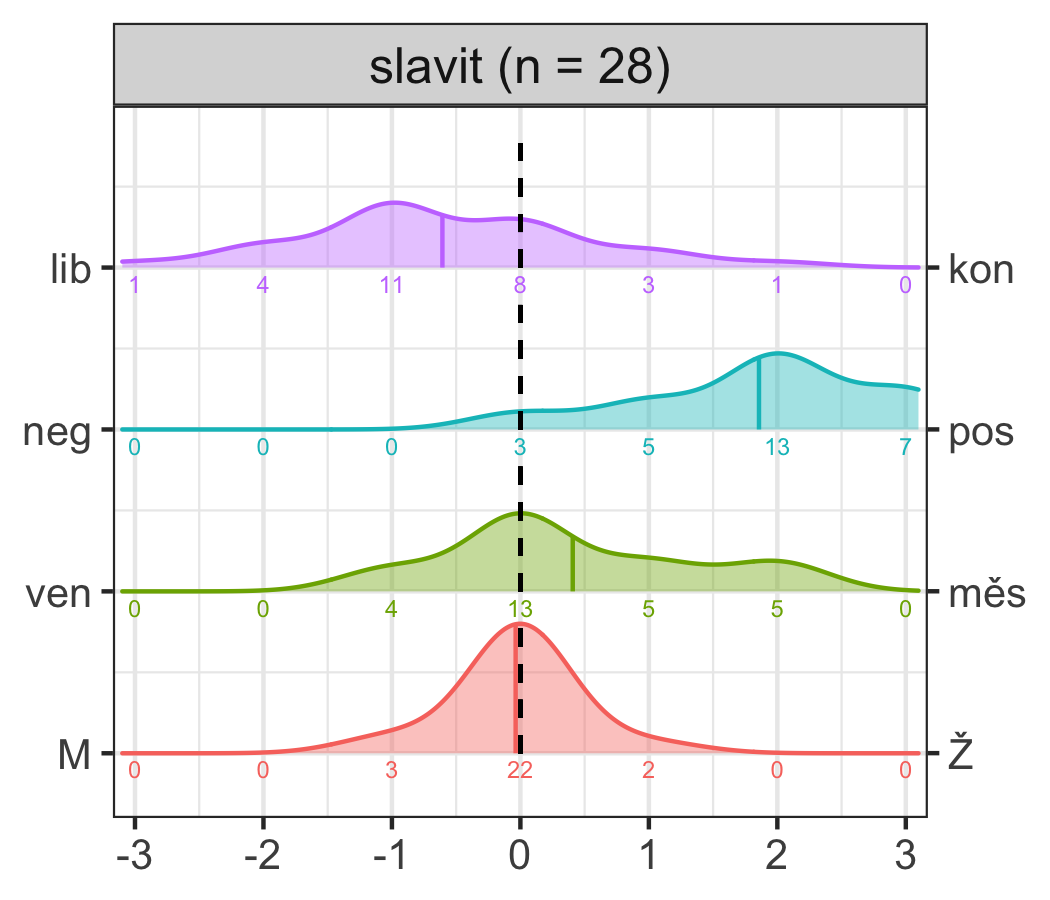 slavit (n = 28)
lib kon
1 4 11 8 3 1 0
neg pos
0 0 0 3 5 13 7
ven měs
0 0 4 13 5 5 0
M Ž
0 0 3 22 2 0 0
-3 -2 -1 0 1 2 3